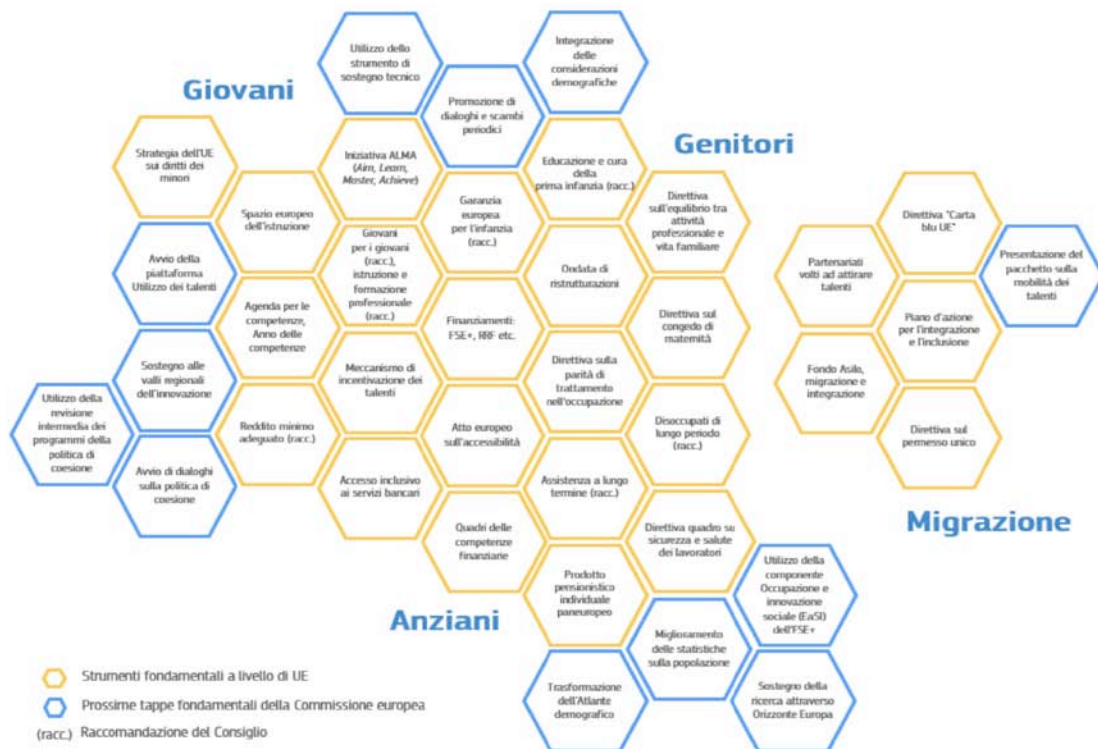 Giovani
Utilizzo dello
strumento di
sostegno tecnico
Integrazione
delle
considerazioni
demografiche
Promozione di
dialoghi e scambi
periodici
Genitori
Strategia dell'UE
sui diritti dei
minori
Iniziativa ALMA
(Aim, Learn,
Master, Achieve)
Educazione e cura
della
prima infanzia (racc.)
Spazio europeo
dell'istruzione
Garanzia
europea
per l'infanzia
(racc.)
Direttiva
sull'equilibrio tra
attività
professionale e
vita familiare
Avvio della
piattaforma
Utilizzo dei talenti
Giovani
per i giovani
(racc.),
istruzione e
formazione
professionale (racc.)
Ondata di
ristrutturazioni
Agenda per le
competenze,
Anno delle
competenze
Finanziamenti:
FSE+, RRF etc.
Direttiva sul
congedo di
maternità
Sostegno alle
valli regionali
dell'innovazione
Meccanismo di
incentivazione dei
talenti
Direttiva sulla
parità di
trattamento
nell'occupazione
Utilizzo della
revisione
intermedia dei
programmi della
politica di
coesione
Reddito minimo
adeguato (racc.)
Atto europeo
sull'accessibilità
Disoccupati di
lungo periodo
(racc.)
Avvio di dialoghi
sulla politica di
coesione
Accesso inclusivo
ai servizi bancari
Assistenza a lungo
termine (racc.)
Quadri delle
competenze
finanziarie
Direttiva quadro su
sicurezza e salute
dei lavoratori
Anziani
Prodotto
pensionistico
individuale
paneuropeo
Utilizzo della
componente
Occupazione e
innovazione
sociale (EaSI)
dell'FSE+
Miglioramento
delle statistiche
sulla popolazione
Trasformazione
dell'Atlante
demografico
Sostegno della
ricerca attraverso
Orizzonte Europa
Direttiva "Carta
blu UE"
Partenariati
volti ad attirare
talenti
Presentazione del
pacchetto sulla
mobilità dei
talenti
Piano d'azione
per l'integrazione
e l'inclusione
Fondo Asilo,
migrazione e
integrazione
Direttiva sul
permesso unico
Migrazione
Strumenti fondamentali a livello di UE
Prossime tappe fondamentali della Commissione europea
(racc.) Raccomandazione del Consiglio